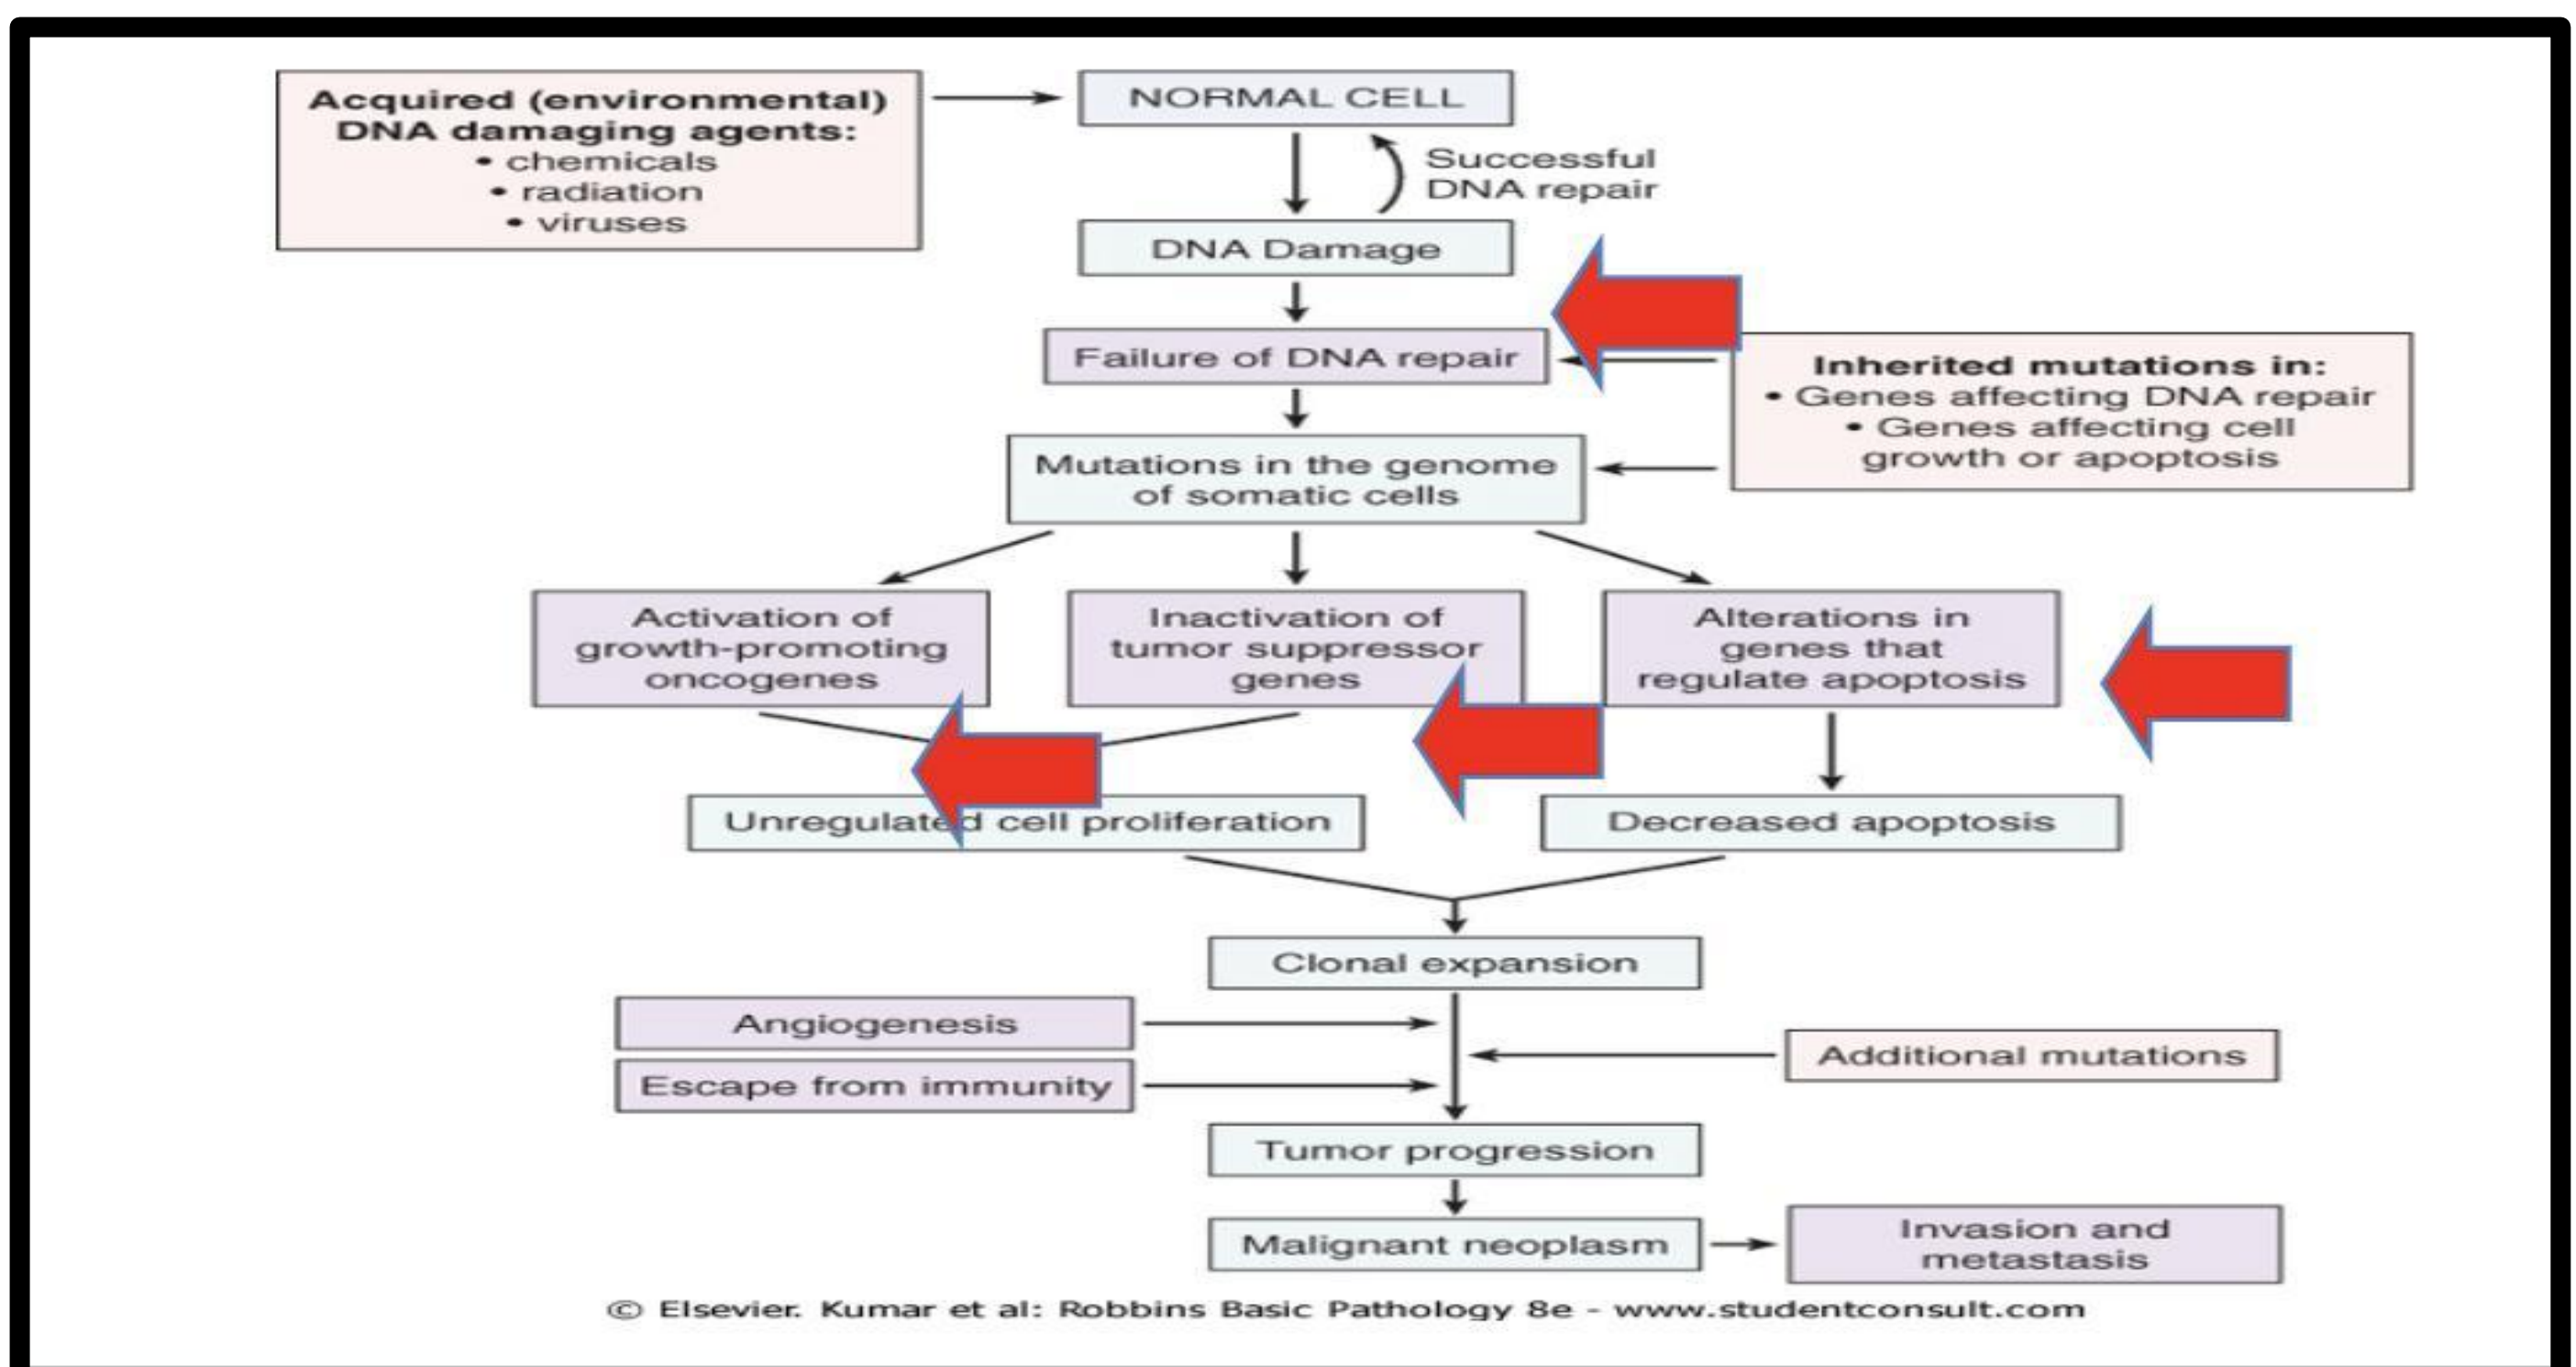 Acquired (environmental)
DNA damaging agents:
• chemicals
• radiation
• viruses
NORMAL CELL
Successful
DNA repair
DNA Damage
Failure of DNA repair
Inherited mutations in:
• Genes affecting DNA repair
• Genes affecting cell
growth or apoptosis
Mutations in the genome
of somatic cells
Activation of
growth-promoting
oncogenes
Inactivation of
tumor suppressor
genes
Alterations in
genes that
regulate apoptosis
Unregulated cell proliferation
Decreased apoptosis
Clonal expansion
Angiogenesis
Escape from immunity
Additional mutations
Tumor progression
Malignant neoplasm
Invasion and
metastasis
© Elsevier. Kumar et al: Robbins Basic Pathology 8e - www.studentconsult.com